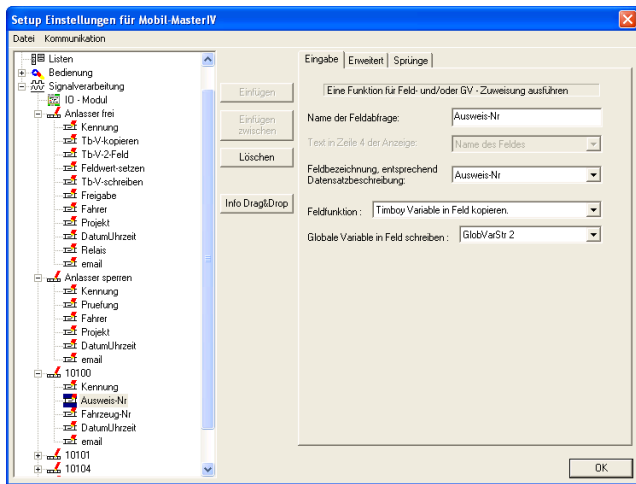 Setup Einstellungen für Mobil-MasterIV
Datei Kommunikation
Listen
Bedienung
Signalverarbeitung
IO - Modul
Anlasser frei
Kennung
Tb-V-kopieren
Tb-V-2-Feld
Feldwert-setzen
Tb-V-schreiben
Freigabe
Fahrer
Projekt
DatumUhrzeit
Relais
email
Anlasser sperren
Kennung
Pruefung
Fahrer
Projekt
DatumUhrzeit
email
10100
Kennung
Ausweis-Nr
Fahrzeug-Nr
DatumUhrzeit
email
10101
10104
Einfügen
Einfügen
zwischen
Löschen
Info Drag&Drop
Eingabe Erweitert Sprünge
Eine Funktion für Feld- und/oder GV - Zuweisung ausführen
Name der Feldabfrage: Ausweis-Nr
Text in Zeile 4 der Anzeige: Name des Feldes
Feldbezeichnung, entsprechend
Datensatzbeschreibung: Ausweis-Nr
Feldfunktion : Timboy Variable in Feld kopieren.
Globale Variable in Feld schreiben : GlobVarStr 2
OK